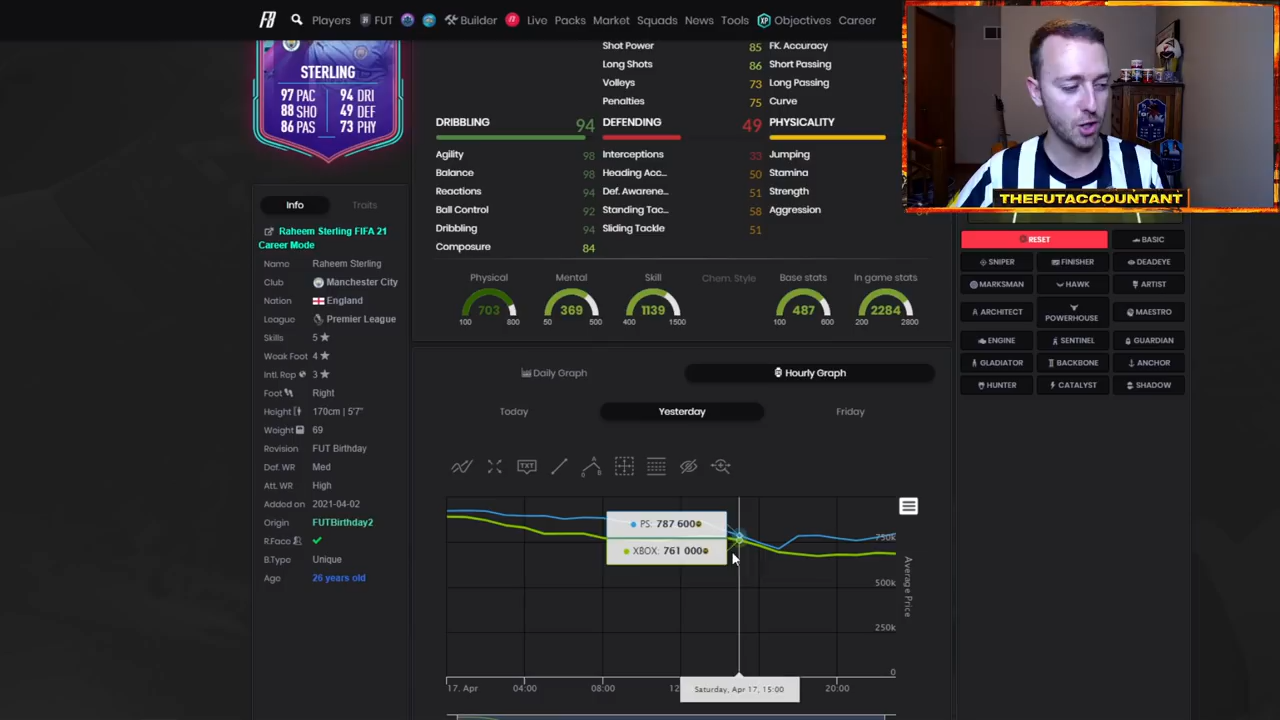 F8 Players FUT Builder Live Packs Market Squads News Tools XP Objectives Career
STERLING
97 PAC 94 DRI
88 SHO 49 DEF
86 PAS 73 PHY
Shot Power 85 FK. Accuracy
Long Shots 86 Short Passing
Volleys 73 Long Passing
Penalties 75 Curve
DRIBBLING 94 DEFENDING 49 PHYSICALITY
Agility 98 Interceptions 33 Jumping
Balance 98 Heading Acc... 50 Stamina
Reactions 94 Def. Awarene... 51 Strength
Ball Control 92 Standing Tac... 58 Aggression
Dribbling 94 Sliding Tackle 51
Composure 84
THEFUTACCOUNTANT
Physical Mental Skill Chem. Style Base stats In game stats
703 369 1139 487 2284
100 800 50 500 400 1500 100 600 200 2800
RESET BASIC
SNIPER FINISHER DEADEYE
MARKSMAN HAWK ARTIST
ARCHITECT POWERHOUSE MAESTRO
ENGINE SENTINEL GUARDIAN
GLADIATOR BACKBONE ANCHOR
HUNTER CATALYST SHADOW
Info Traits
Raheem Sterling FIFA 21
Career Mode
Name Raheem Sterling
Club Manchester City
Nation England
League Premier League
Skills 5★
Weak Foot 4★
Intl. Rep 3★
Foot Right
Height 170cm | 5'7"
Weight 69
Revision FUT Birthday
Def. WR Med
Att. WR High
Added on 2021-04-02
Origin FUTBirthday2
R.Face ✓
B.Type Unique
Age 26 years old
Daily Graph Hourly Graph
Today Yesterday Friday
TXT
PS: 787 600
XBOX: 761 000
750k
500k
250k
0
Average Price
17. Apr 04:00 08:00 12 Saturday, Apr 17, 15:00 20:00